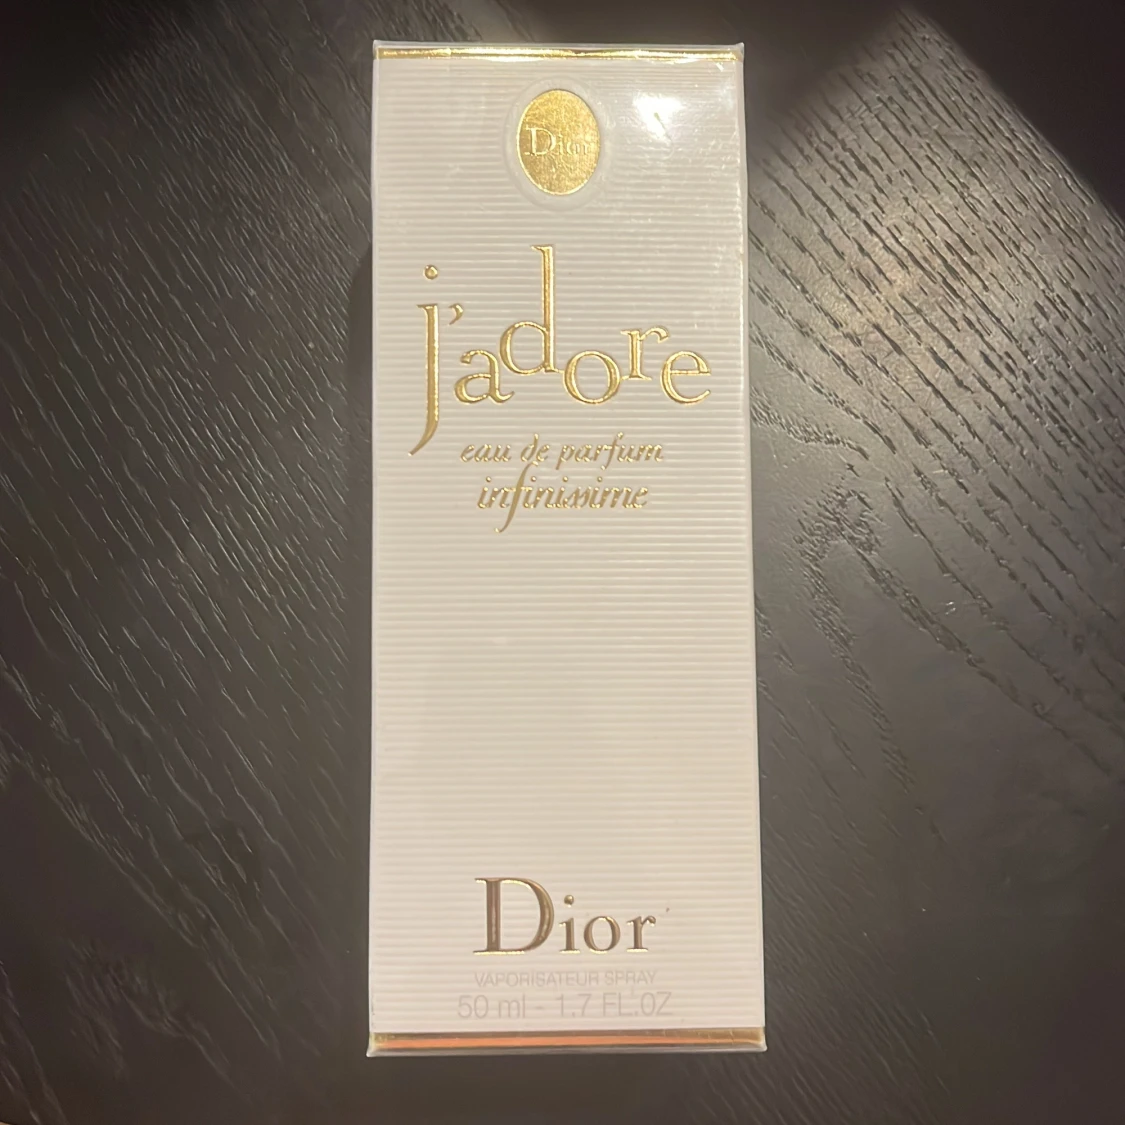 Dior
j'adore
eau de parfum
infinissime
Dior
VAPORISATEUR SPRAY
50 ml - 1.7 FL.OZ